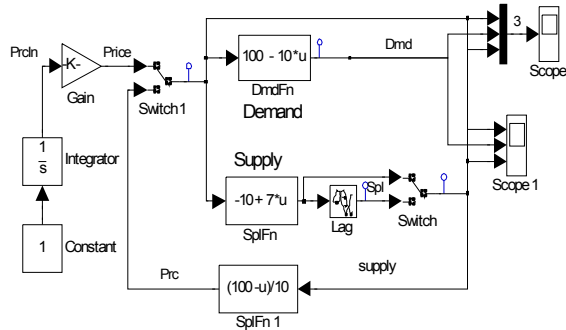 PrcIn
Price
-K-
Gain
Switch1
100 - 10*u
DmdFn
Demand
Dmd
3
Scope
1
s
Integrator
1
Constant
Supply
-10+ 7*u
SplFn
Spl
Lag
Switch
Scope 1
Prc
(100-u)/10
SplFn 1
supply